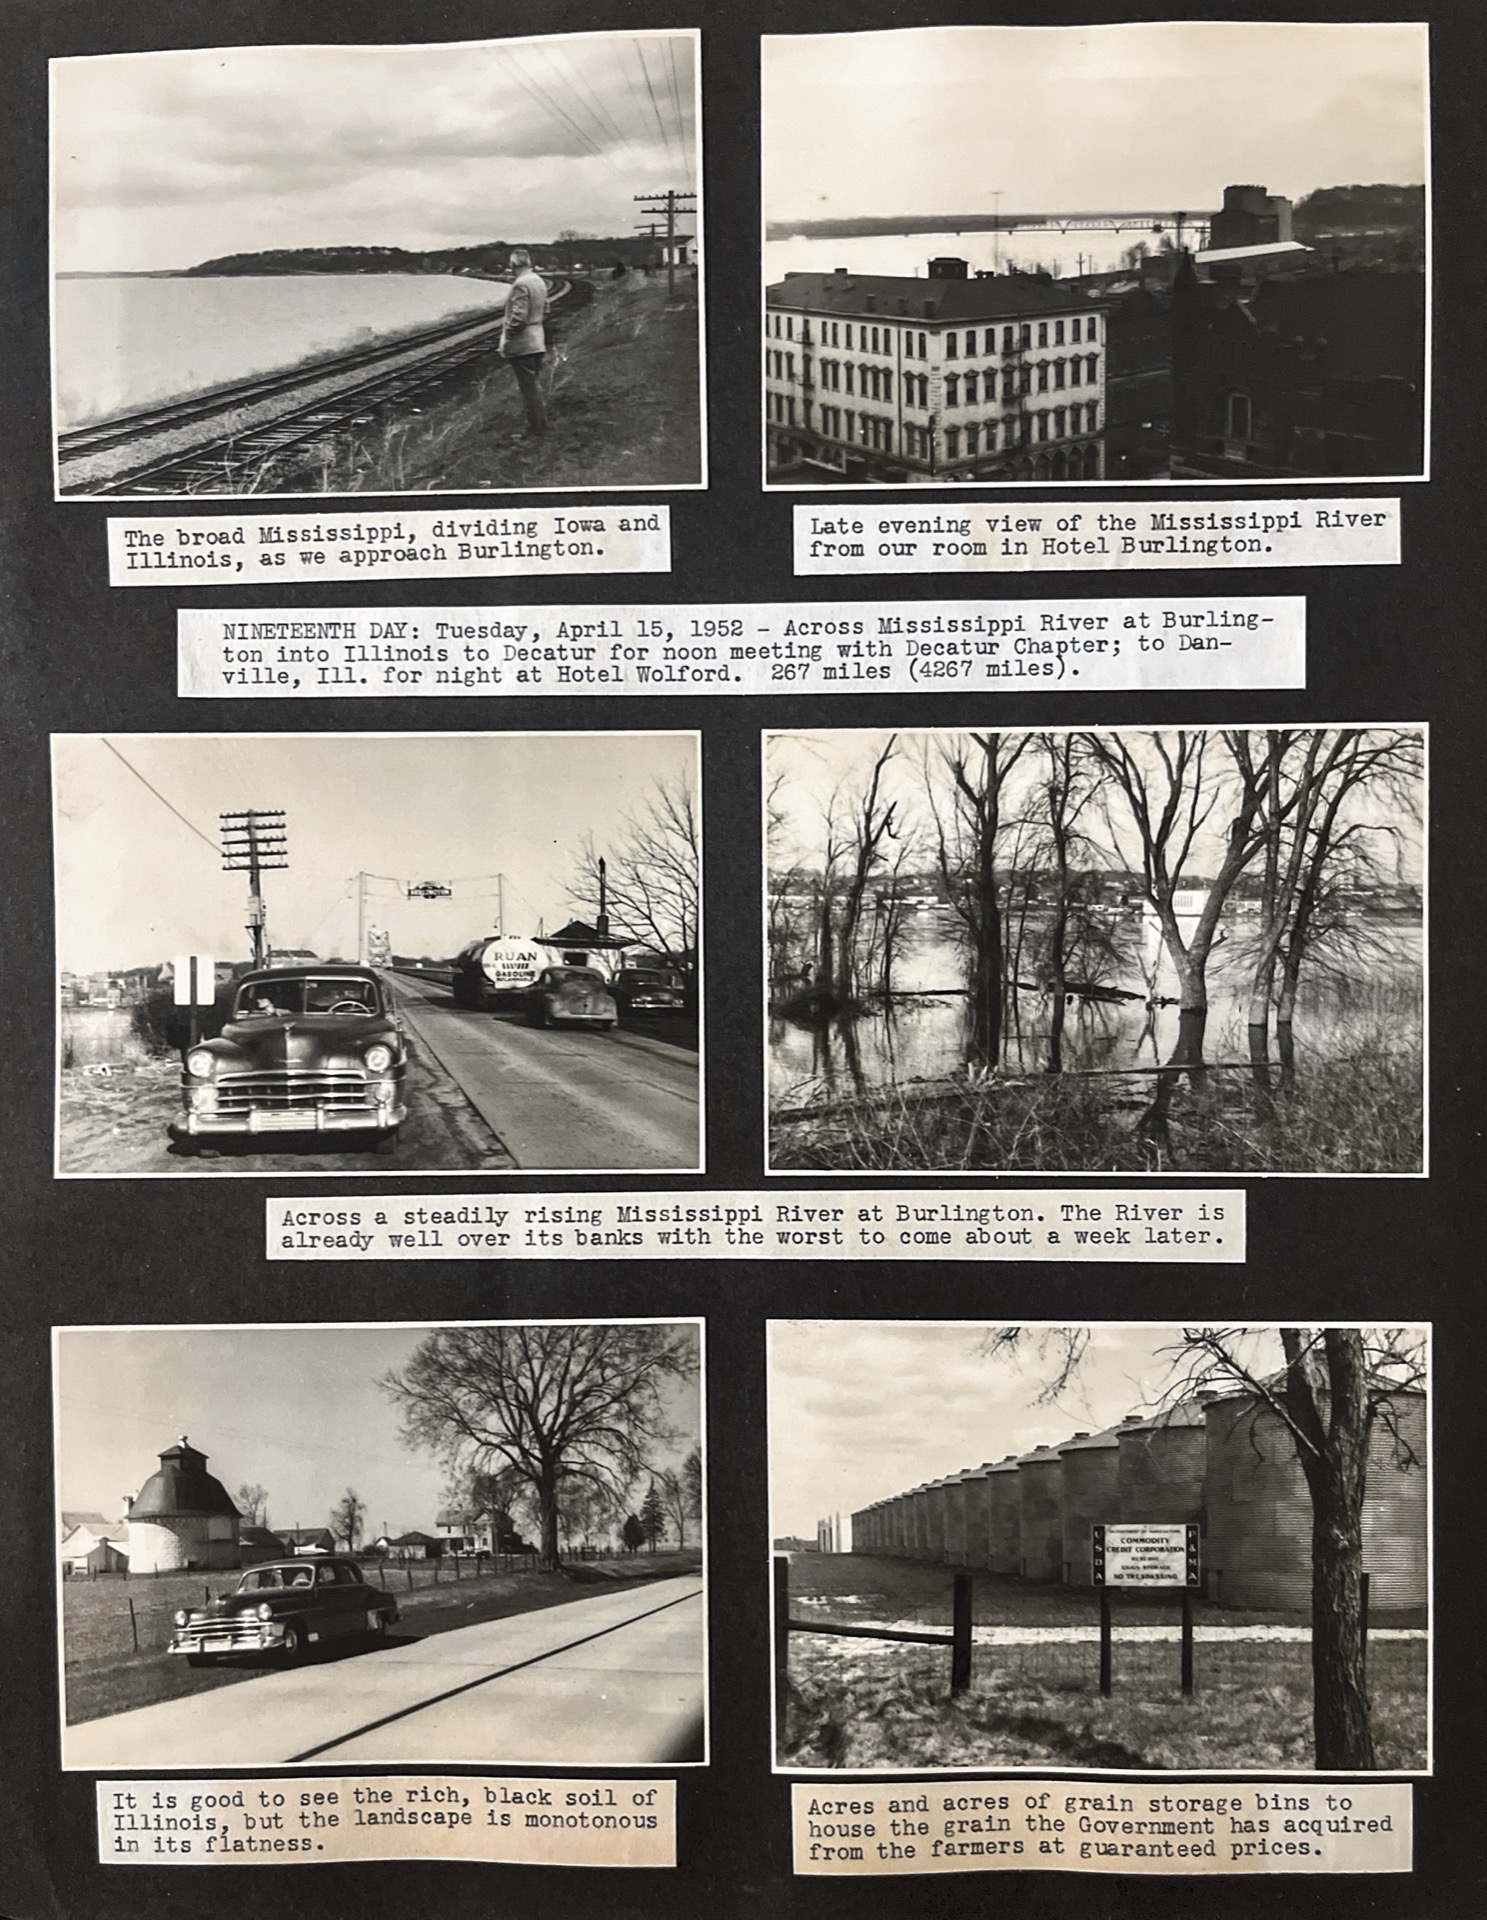 The broad Mississippi, dividing Iowa and
Illinois, as we approach Burlington.
Late evening view of the Mississippi River
from our room in Hotel Burlington.
NINETEENTH DAY: Tuesday, April 15, 1952 - Across Mississippi River at Burling-
ton into Illinois to Decatur for noon meeting with Decatur Chapter; to Dan-
ville, Ill. for night at Hotel Wolford. 267 miles (4267 miles).
BURLINGTON
RUAN
GASOLINE
Across a steadily rising Mississippi River at Burlington. The River is
already well over its banks with the worst to come about a week later.
USDA
DEPARTMENT OF AGRICULTURE
COMMODITY
CREDIT CORPORATION
GRAIN STORAGE
NO TRESPASSING
P&MA
It is good to see the rich, black soil of
Illinois, but the landscape is monotonous
in its flatness.
Acres and acres of grain storage bins to
house the grain the Government has acquired
from the farmers at guaranteed prices.